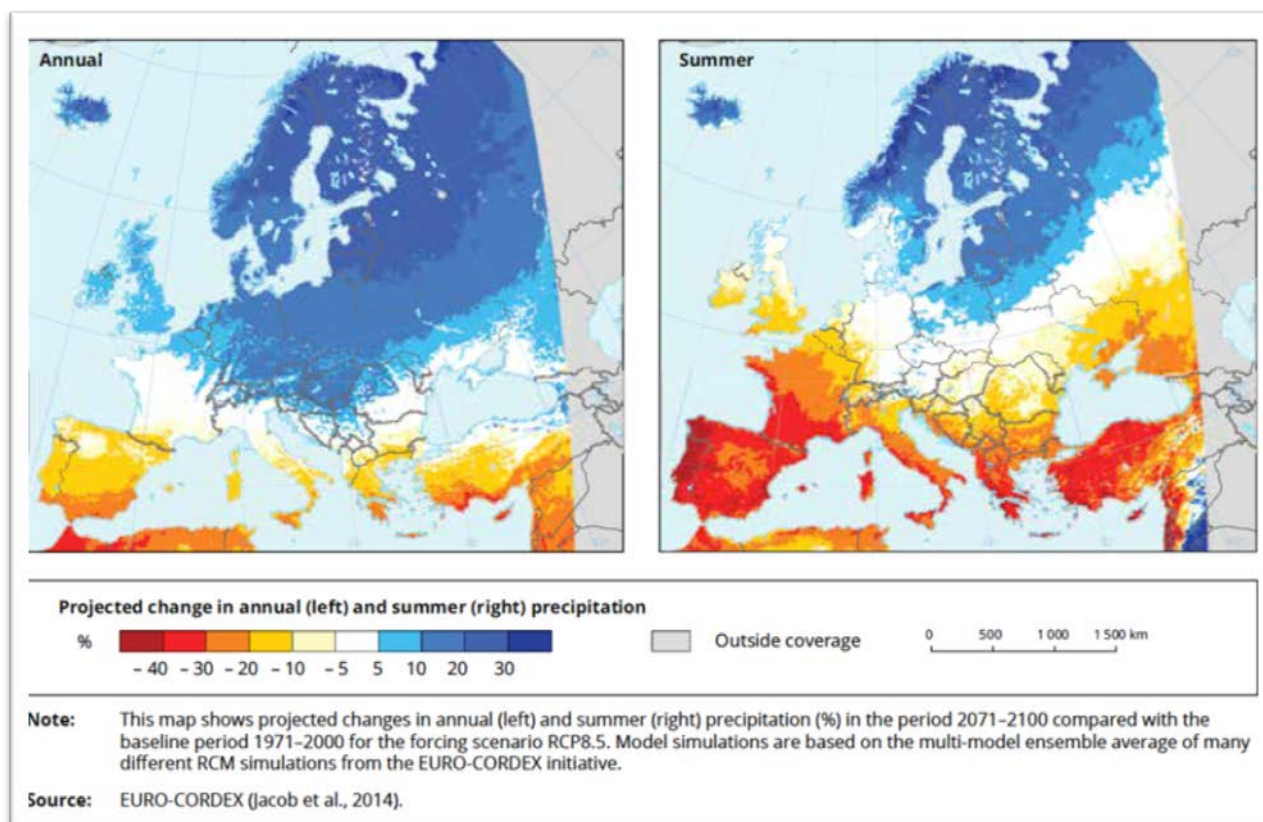 Annual
Summer
Projected change in annual (left) and summer (right) precipitation
%
– 40 – 30 – 20 – 10 – 5 5 10 20 30
Outside coverage
0 500 1 000 1 500 km
Note: This map shows projected changes in annual (left) and summer (right) precipitation (%) in the period 2071–2100 compared with the
baseline period 1971–2000 for the forcing scenario RCP8.5. Model simulations are based on the multi-model ensemble average of many
different RCM simulations from the EURO-CORDEX initiative.
Source: EURO-CORDEX (Jacob et al., 2014).